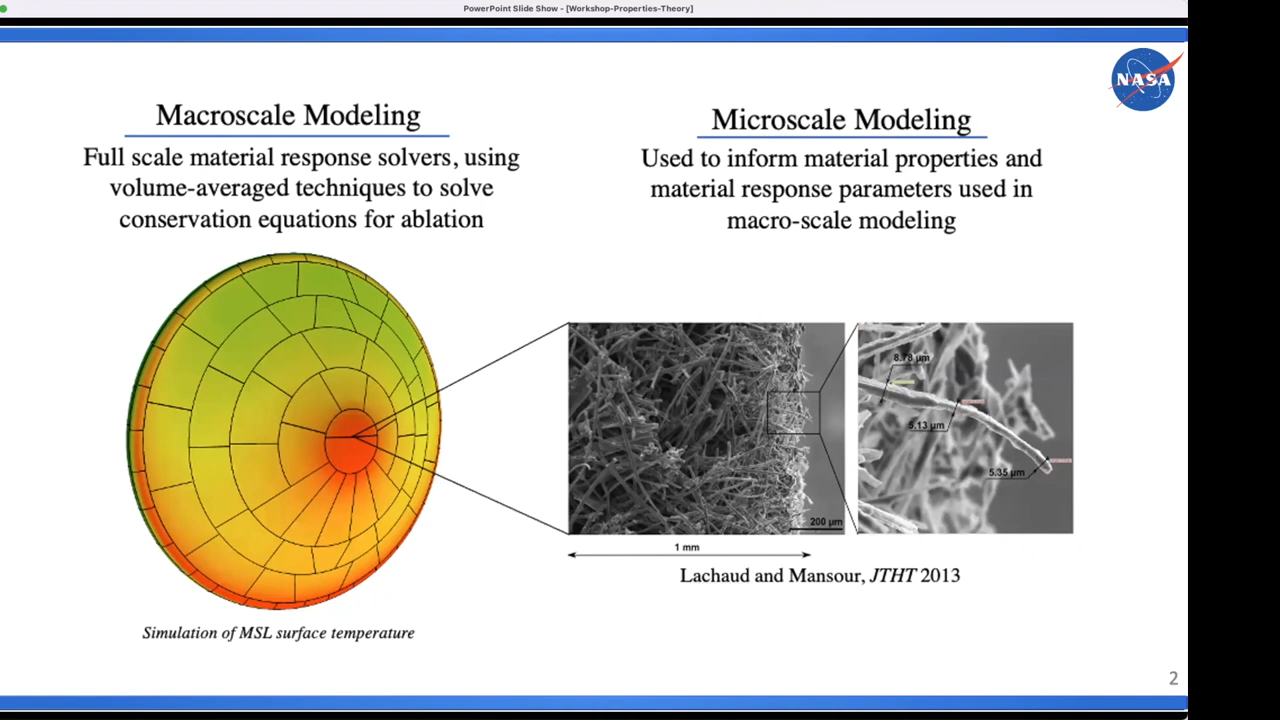 PowerPoint Slide Show - [Workshop-Properties-Theory]
NASA
Macroscale Modeling
Full scale material response solvers, using
volume-averaged techniques to solve
conservation equations for ablation
Microscale Modeling
Used to inform material properties and
material response parameters used in
macro-scale modeling
8.78 µm
5.13 µm
5.35 µm
200 µm
1 mm
Lachaud and Mansour, JTHT 2013
Simulation of MSL surface temperature
2